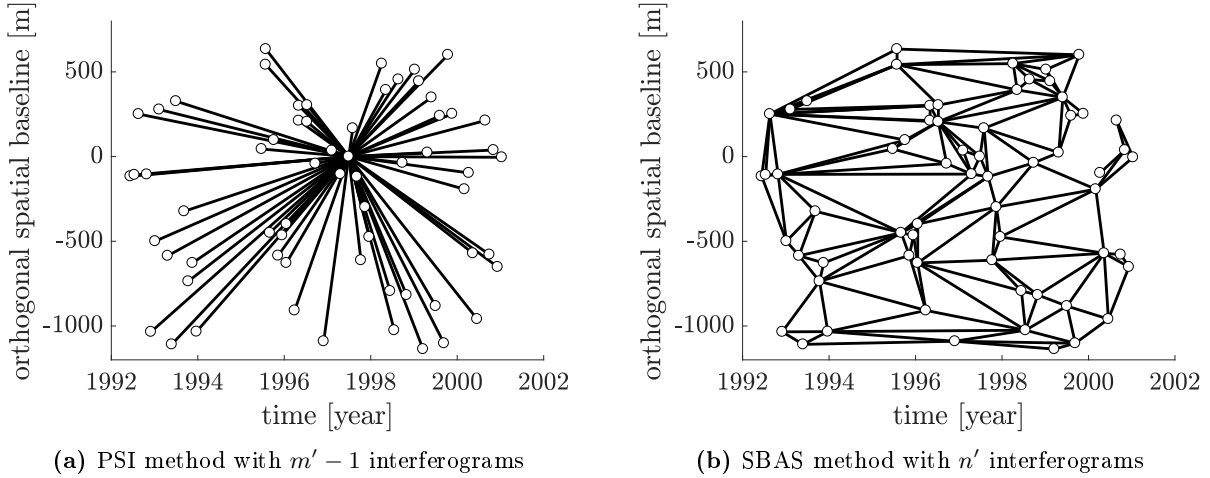 orthogonal spatial baseline [m]
500
0
-500
-1000
1992 1994 1996 1998 2000 2002
time [year]
(a) PSI method with m′ − 1 interferograms
orthogonal spatial baseline [m]
500
0
-500
-1000
1992 1994 1996 1998 2000 2002
time [year]
(b) SBAS method with n′ interferograms